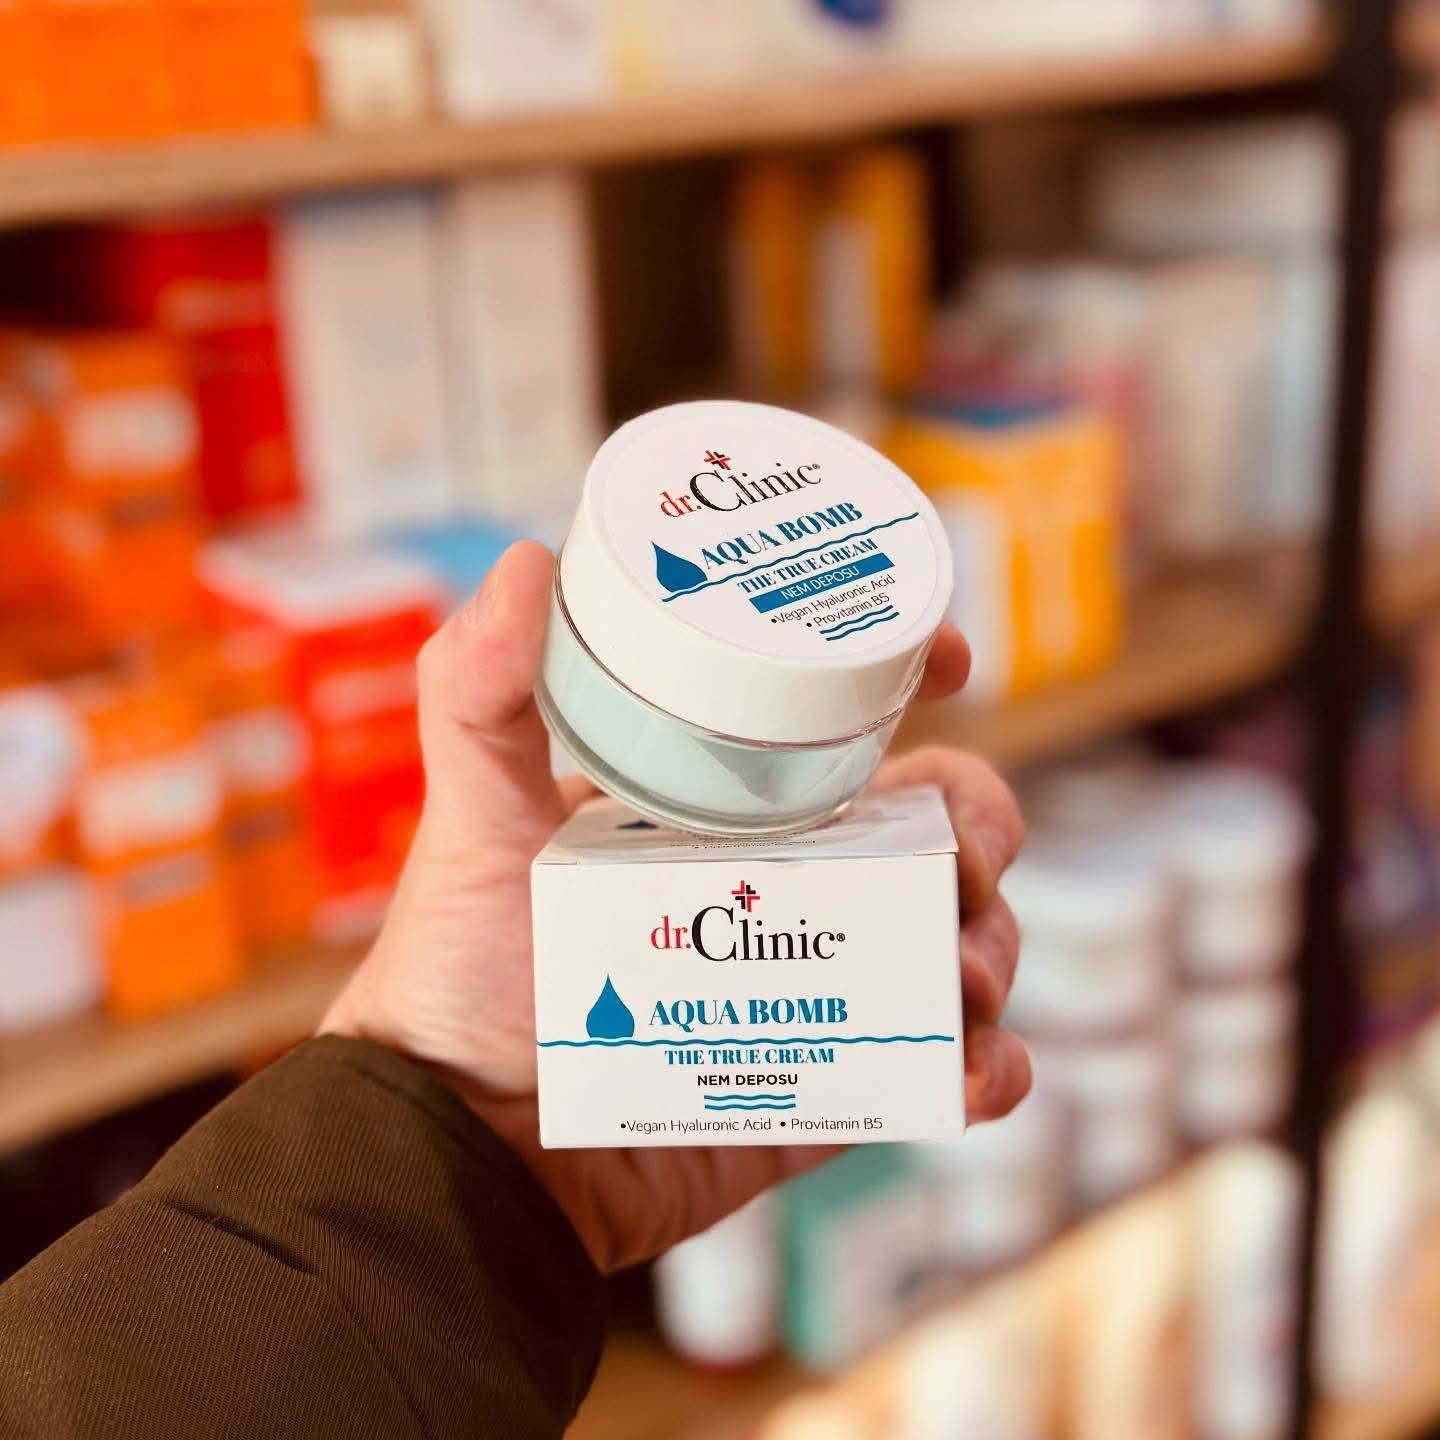 dr.Clinic®
AQUA BOMB
THE TRUE CREAM
NEM DEPOSU
•Vegan Hyaluronic Acid
• Provitamin B5
dr.Clinic®
AQUA BOMB
THE TRUE CREAM
NEM DEPOSU
•Vegan Hyaluronic Acid • Provitamin B5